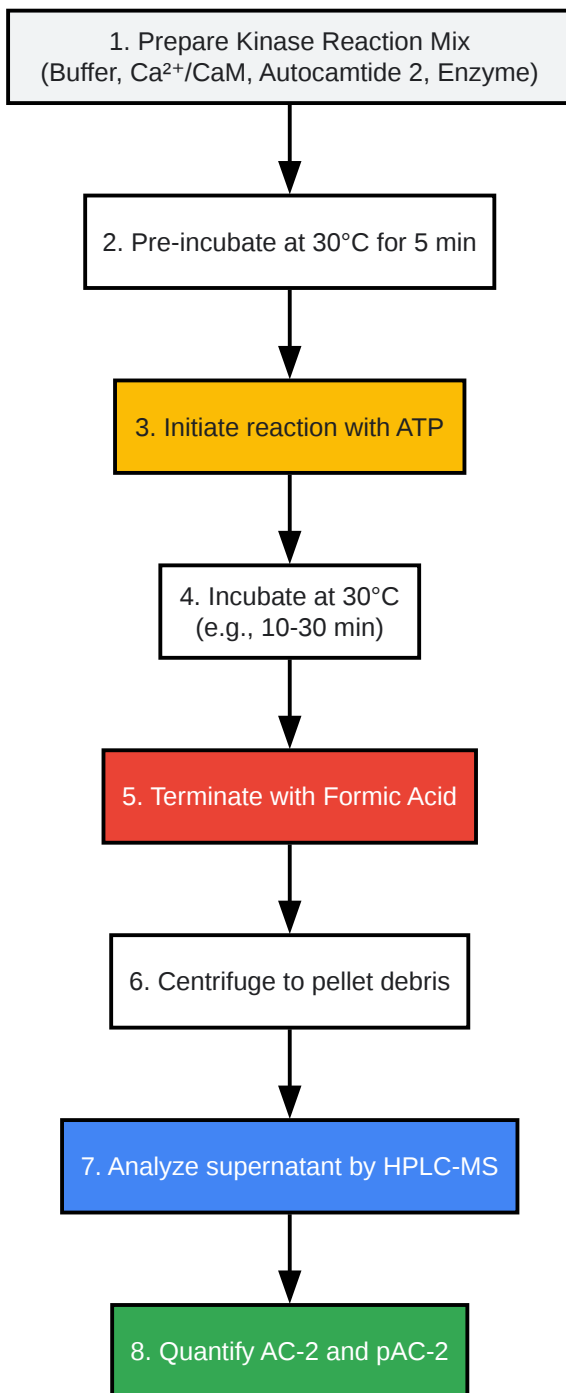 1. Prepare Kinase Reaction Mix
(Buffer, Ca²⁺/CaM, Autocamtide 2, Enzyme)
2. Pre-incubate at 30°C for 5 min
3. Initiate reaction with ATP
4. Incubate at 30°C
(e.g., 10-30 min)
5. Terminate with Formic Acid
6. Centrifuge to pellet debris
7. Analyze supernatant by HPLC-MS
8. Quantify AC-2 and pAC-2